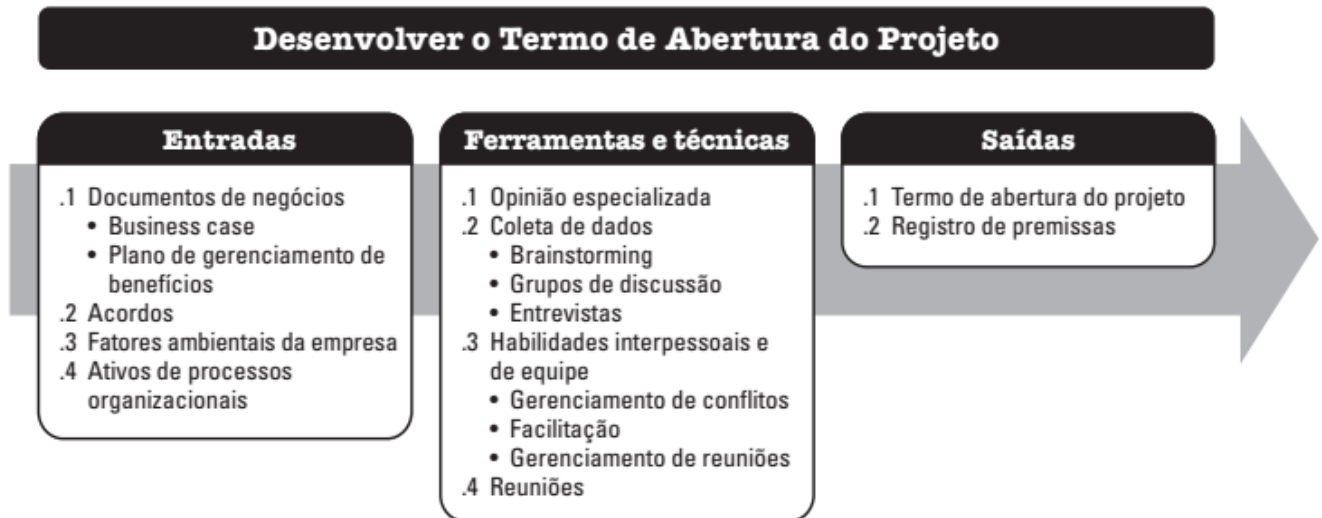 Desenvolver o Termo de Abertura do Projeto
Entradas
.1 Documentos de negócios
• Business case
• Plano de gerenciamento de
benefícios
.2 Acordos
.3 Fatores ambientais da empresa
.4 Ativos de processos
organizacionais
Ferramentas e técnicas
.1 Opinião especializada
.2 Coleta de dados
• Brainstorming
• Grupos de discussão
• Entrevistas
.3 Habilidades interpessoais e
de equipe
• Gerenciamento de conflitos
• Facilitação
• Gerenciamento de reuniões
.4 Reuniões
Saídas
.1 Termo de abertura do projeto
.2 Registro de premissas